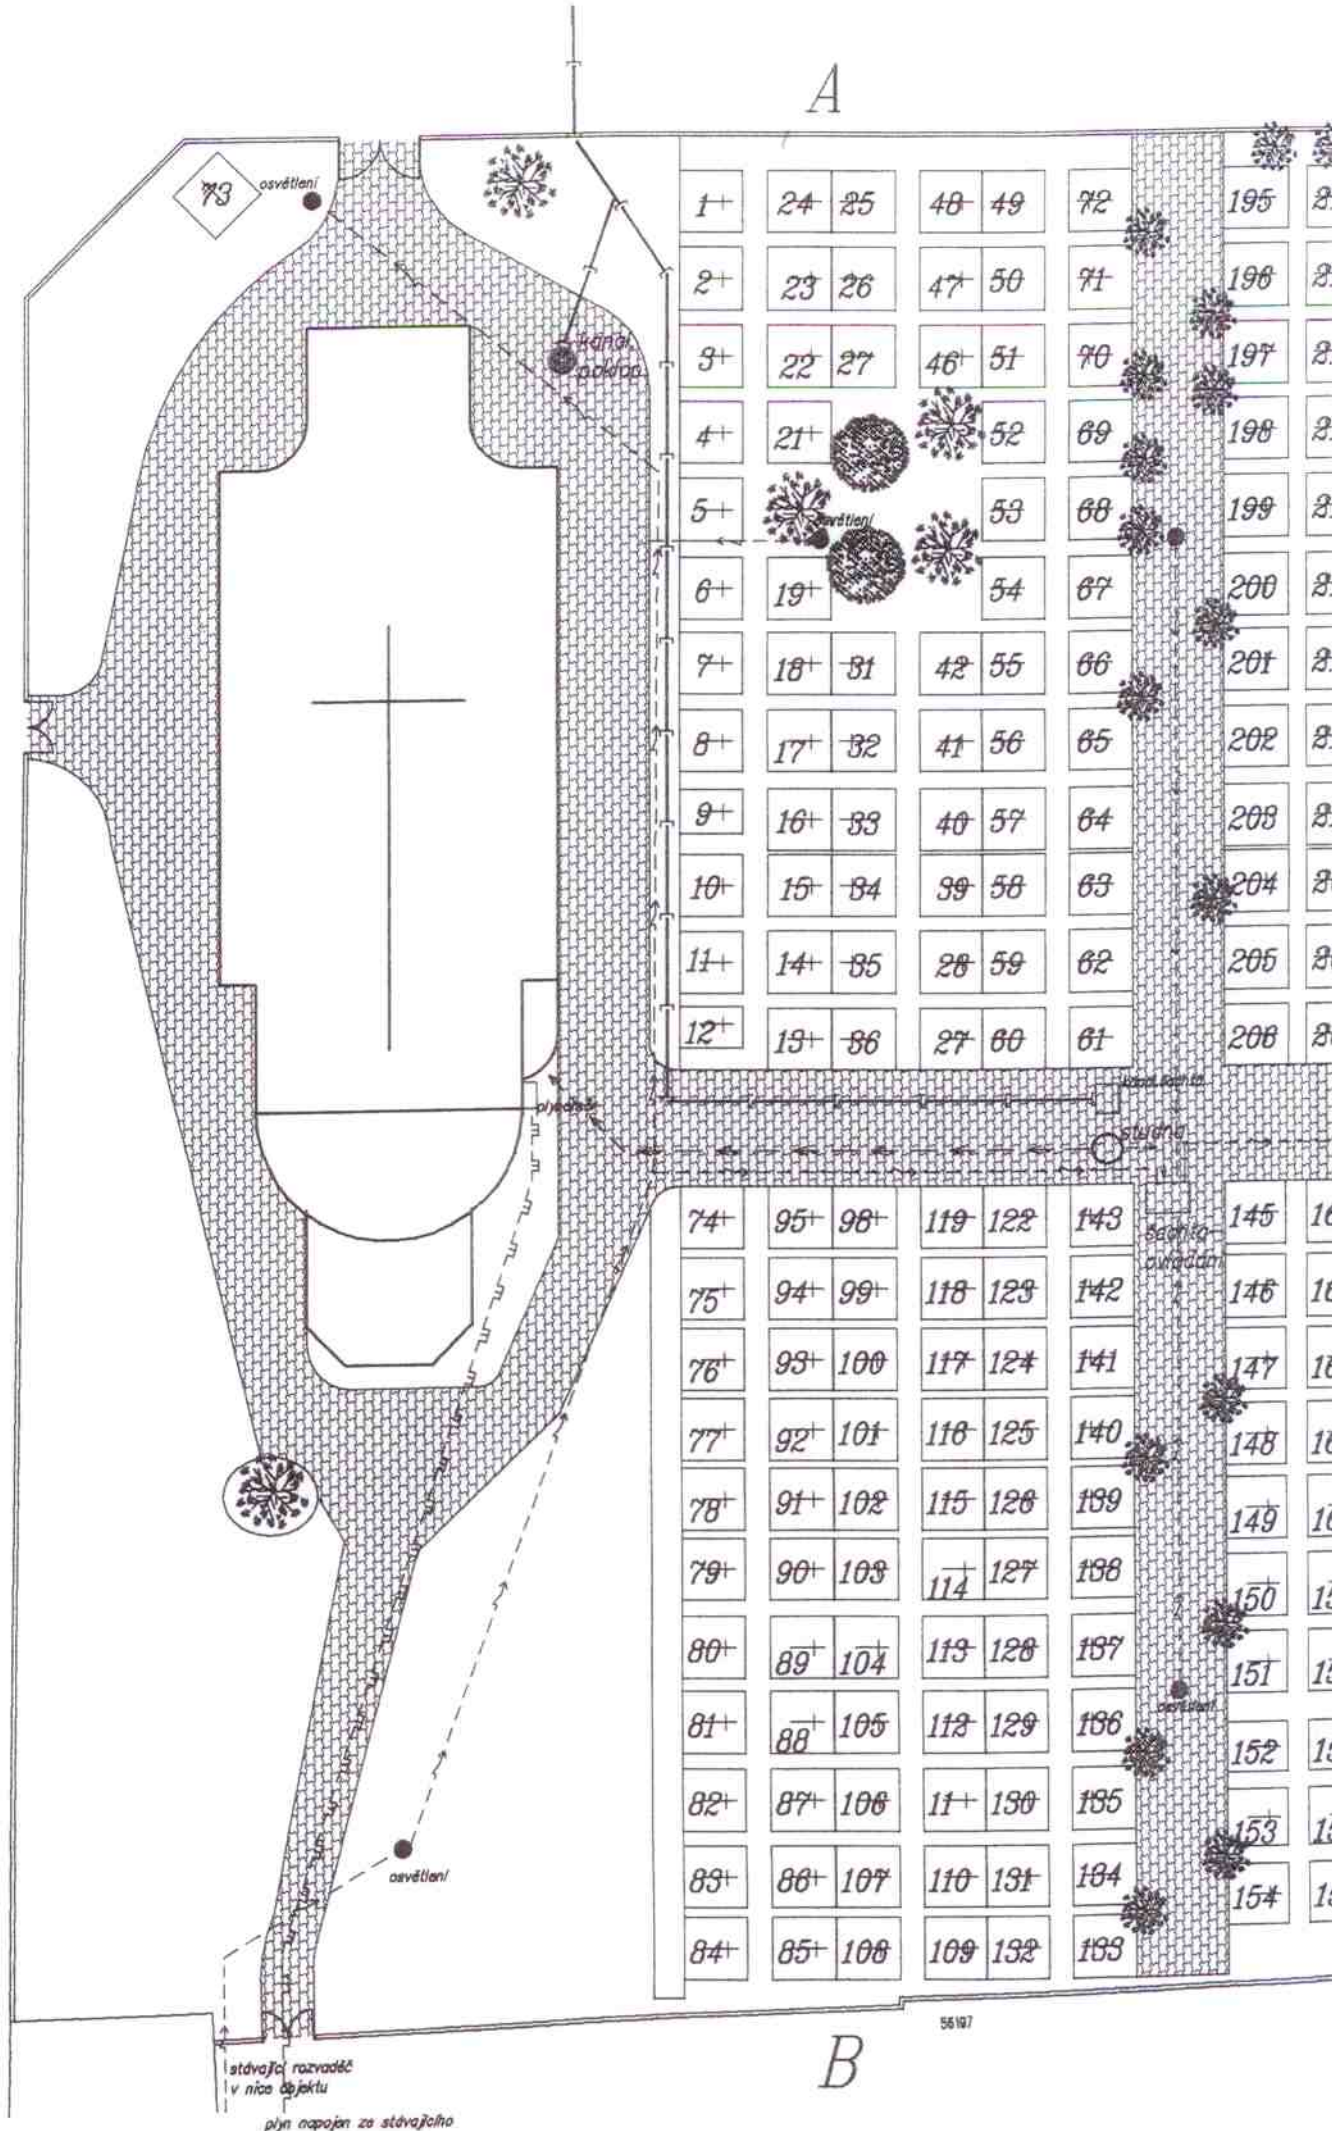 A
73
osvětlení
1 24 25 48 49 72 195
2 23 26 47 50 71 196
kanal.
poklop
3 22 27 46 51 70 197
4 21 52 69 198
5 osvětlení 53 68 199
6 19 54 67 200
7 18 31 42 55 66 201
8 17 32 41 56 65 202
9 16 33 40 57 64 203
10 15 34 39 58 63 204
11 14 35 28 59 62 205
12 13 36 27 60 61 206
studna
74 95 98 119 122 143 145
šachta
ovládání
75 94 99 118 123 142 146
76 93 100 117 124 141 147
77 92 101 116 125 140 148
78 91 102 115 126 139 149
79 90 103 114 127 138 150
80 89 104 113 128 137 151
osvětlení
81 88 105 112 129 136 152
82 87 106 11 130 135 153
83 86 107 110 131 134 154
osvětlení
84 85 108 109 132 133
56197
B
stávající rozvaděč
v nice objektu
plyn napojen ze stávajícího